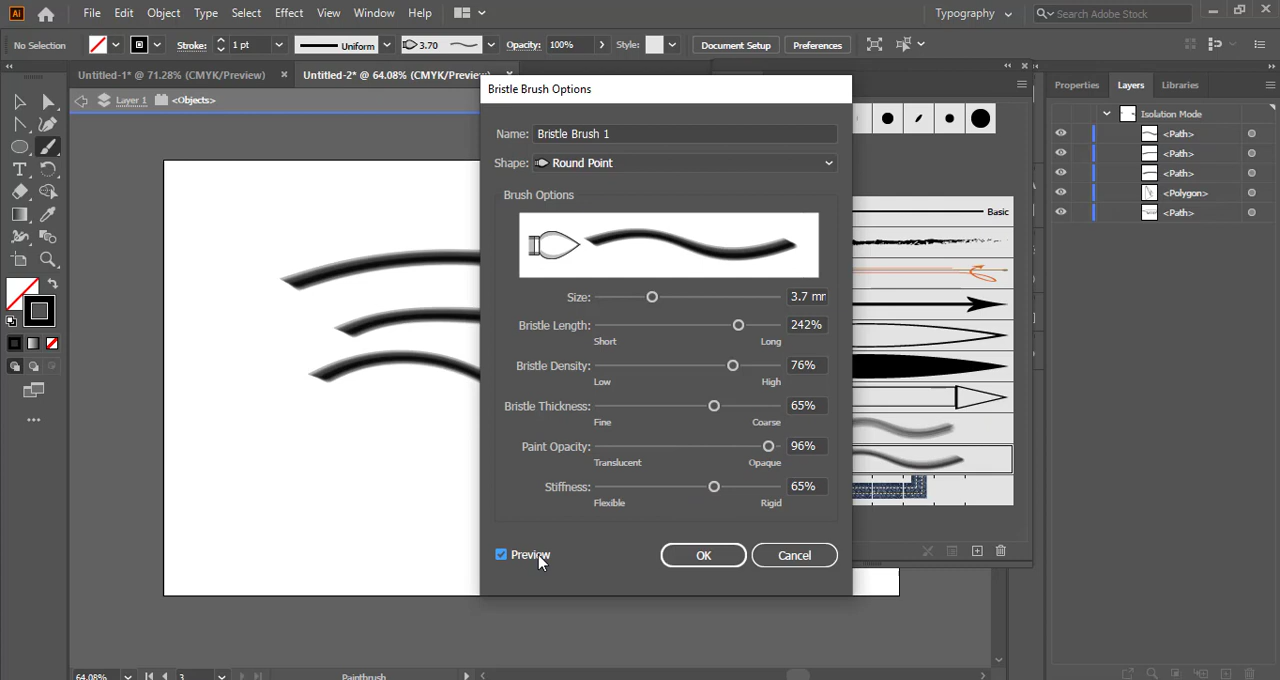 Ai File Edit Object Type Select Effect View Window Help Typography Search Adobe Stock
No Selection Stroke: 1 pt Uniform 3.70 Opacity: 100% Style: Document Setup Preferences
Untitled-1* @ 71.28% (CMYK/Preview) Untitled-2* @ 64.08% (CMYK/Preview)
Layer 1 <Objects>
Bristle Brush Options
Name: Bristle Brush 1
Shape: Round Point
Brush Options
Size: 3.7 mr
Bristle Length: 242%
Short Long
Bristle Density: 76%
Low High
Bristle Thickness: 65%
Fine Coarse
Paint Opacity: 96%
Translucent Opaque
Stiffness: 65%
Flexible Rigid
Preview OK Cancel
Basic
Properties Layers Libraries
Isolation Mode
<Path>
<Path>
<Path>
<Polygon>
<Path>
64.08% 3 Paintbrush